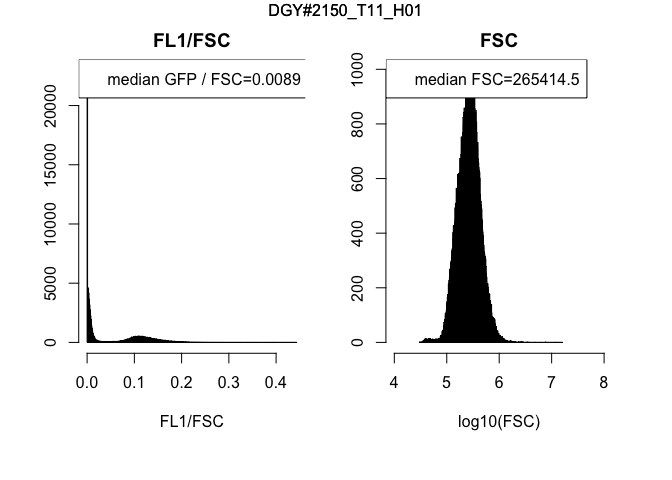 DGY#2150_T11_H01
FL1/FSC
median GFP / FSC=0.0089
0
5000
10000
15000
20000
0.0 0.1 0.2 0.3 0.4
FL1/FSC
FSC
median FSC=265414.5
0
200
400
600
800
1000
4 5 6 7 8
log10(FSC)